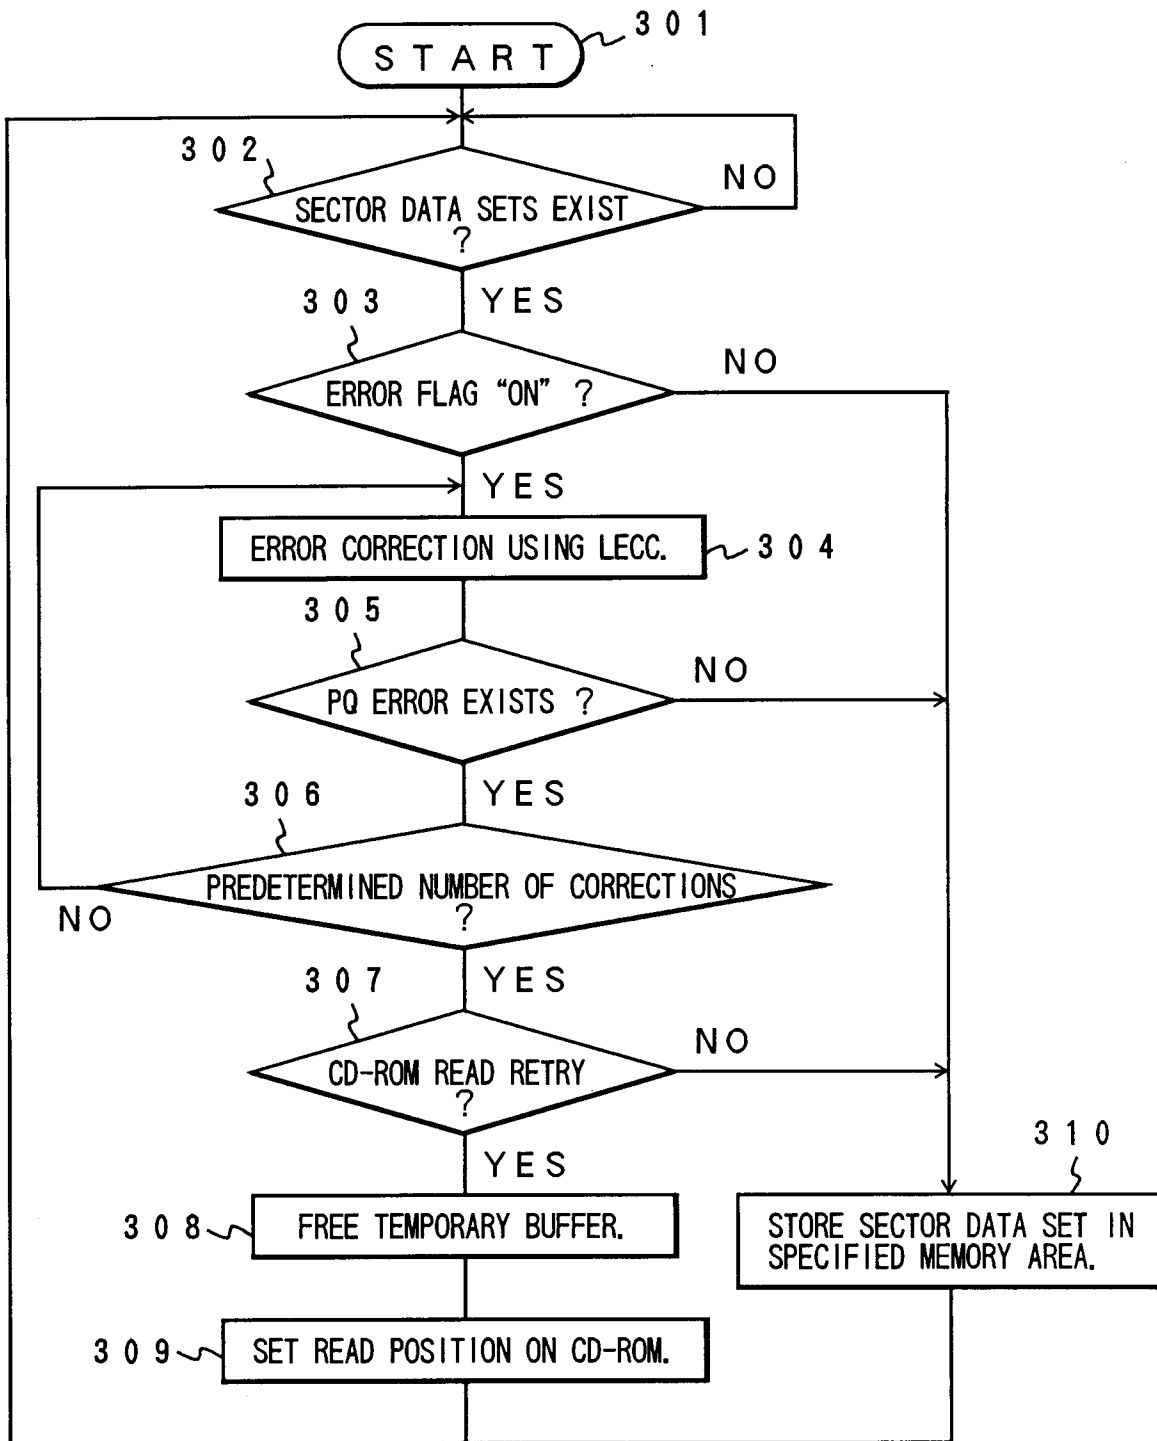 301
START
302
NO
SECTOR DATA SETS EXIST
?
YES
303
NO
ERROR FLAG “ON” ?
YES
ERROR CORRECTION USING LECC.
304
305
NO
PQ ERROR EXISTS ?
YES
306
PREDETERMINED NUMBER OF CORRECTIONS
?
NO
YES
307
NO
CD-ROM READ RETRY
?
YES
310
308
FREE TEMPORARY BUFFER.
STORE SECTOR DATA SET IN
SPECIFIED MEMORY AREA.
309
SET READ POSITION ON CD-ROM.